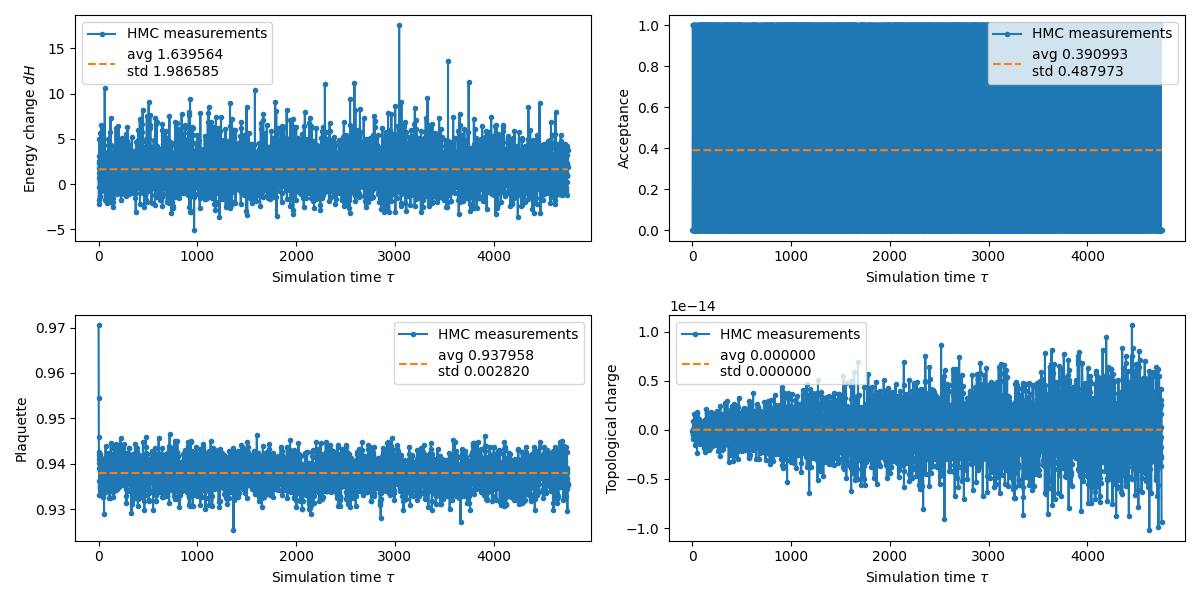 Energy change dH
15
10
5
0
−5
HMC measurements
avg 1.639564
std 1.986585
0
1000
2000
3000
4000
Simulation time τ
Acceptance
1.0
0.8
0.6
0.4
0.2
0.0
HMC measurements
avg 0.390993
std 0.487973
0
1000
2000
3000
4000
Simulation time τ
Plaquette
0.97
0.96
0.95
0.94
0.93
HMC measurements
avg 0.937958
std 0.002820
0
1000
2000
3000
4000
Simulation time τ
1e−14
Topological charge
1.0
0.5
0.0
−0.5
−1.0
HMC measurements
avg 0.000000
std 0.000000
0
1000
2000
3000
4000
Simulation time τ